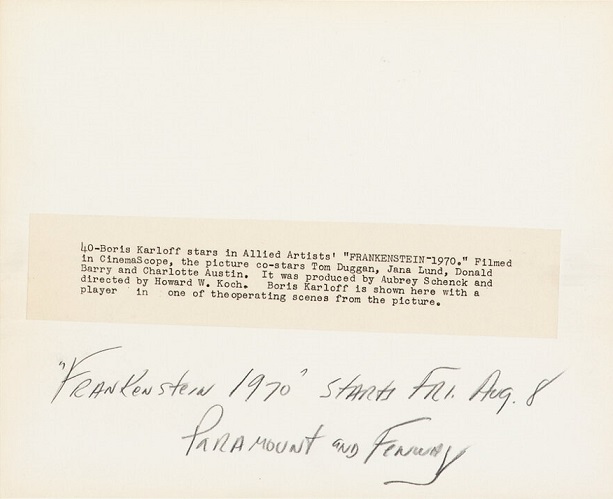 40-Boris Karloff stars in Allied Artists' "FRANKENSTEIN-1970." Filmed
in CinemaScope, the picture co-stars Tom Duggan, Jana Lund, Donald
Barry and Charlotte Austin. It was produced by Aubrey Schenck and
directed by Howard W. Koch. Boris Karloff is shown here with a
player in one of theoperating scenes from the picture.
"Frankenstein 1970" starts Fri. Aug. 8
Paramount and Fenway